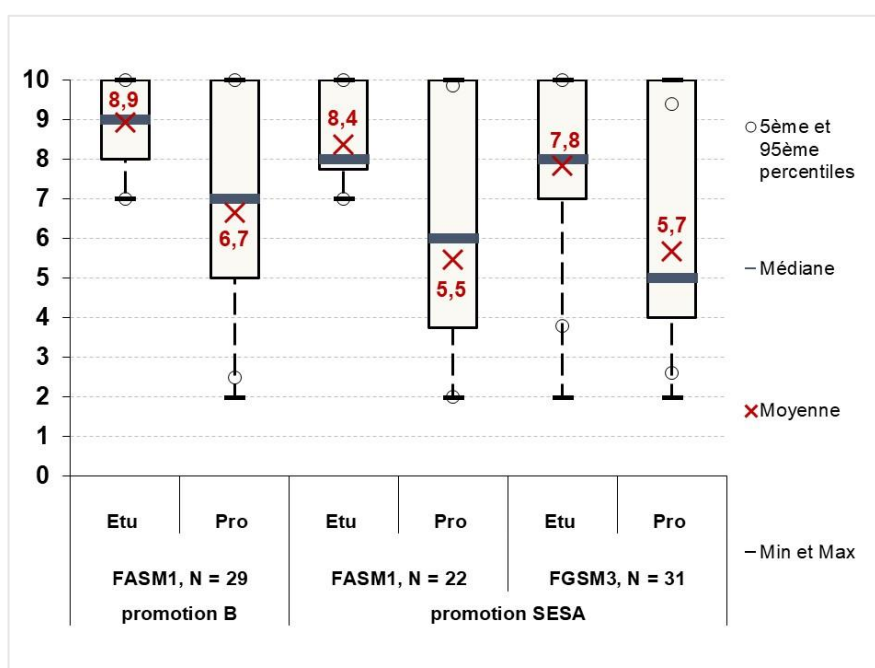 10
9
8
7
6
5
4
3
2
1
0
8,9
6,7
8,4
5,5
7,8
5,7
5ème et
95ème
percentiles
Médiane
Moyenne
Min et Max
Etu Pro Etu Pro Etu Pro
FASM1, N = 29 FASM1, N = 22 FGSM3, N = 31
promotion B promotion SESA